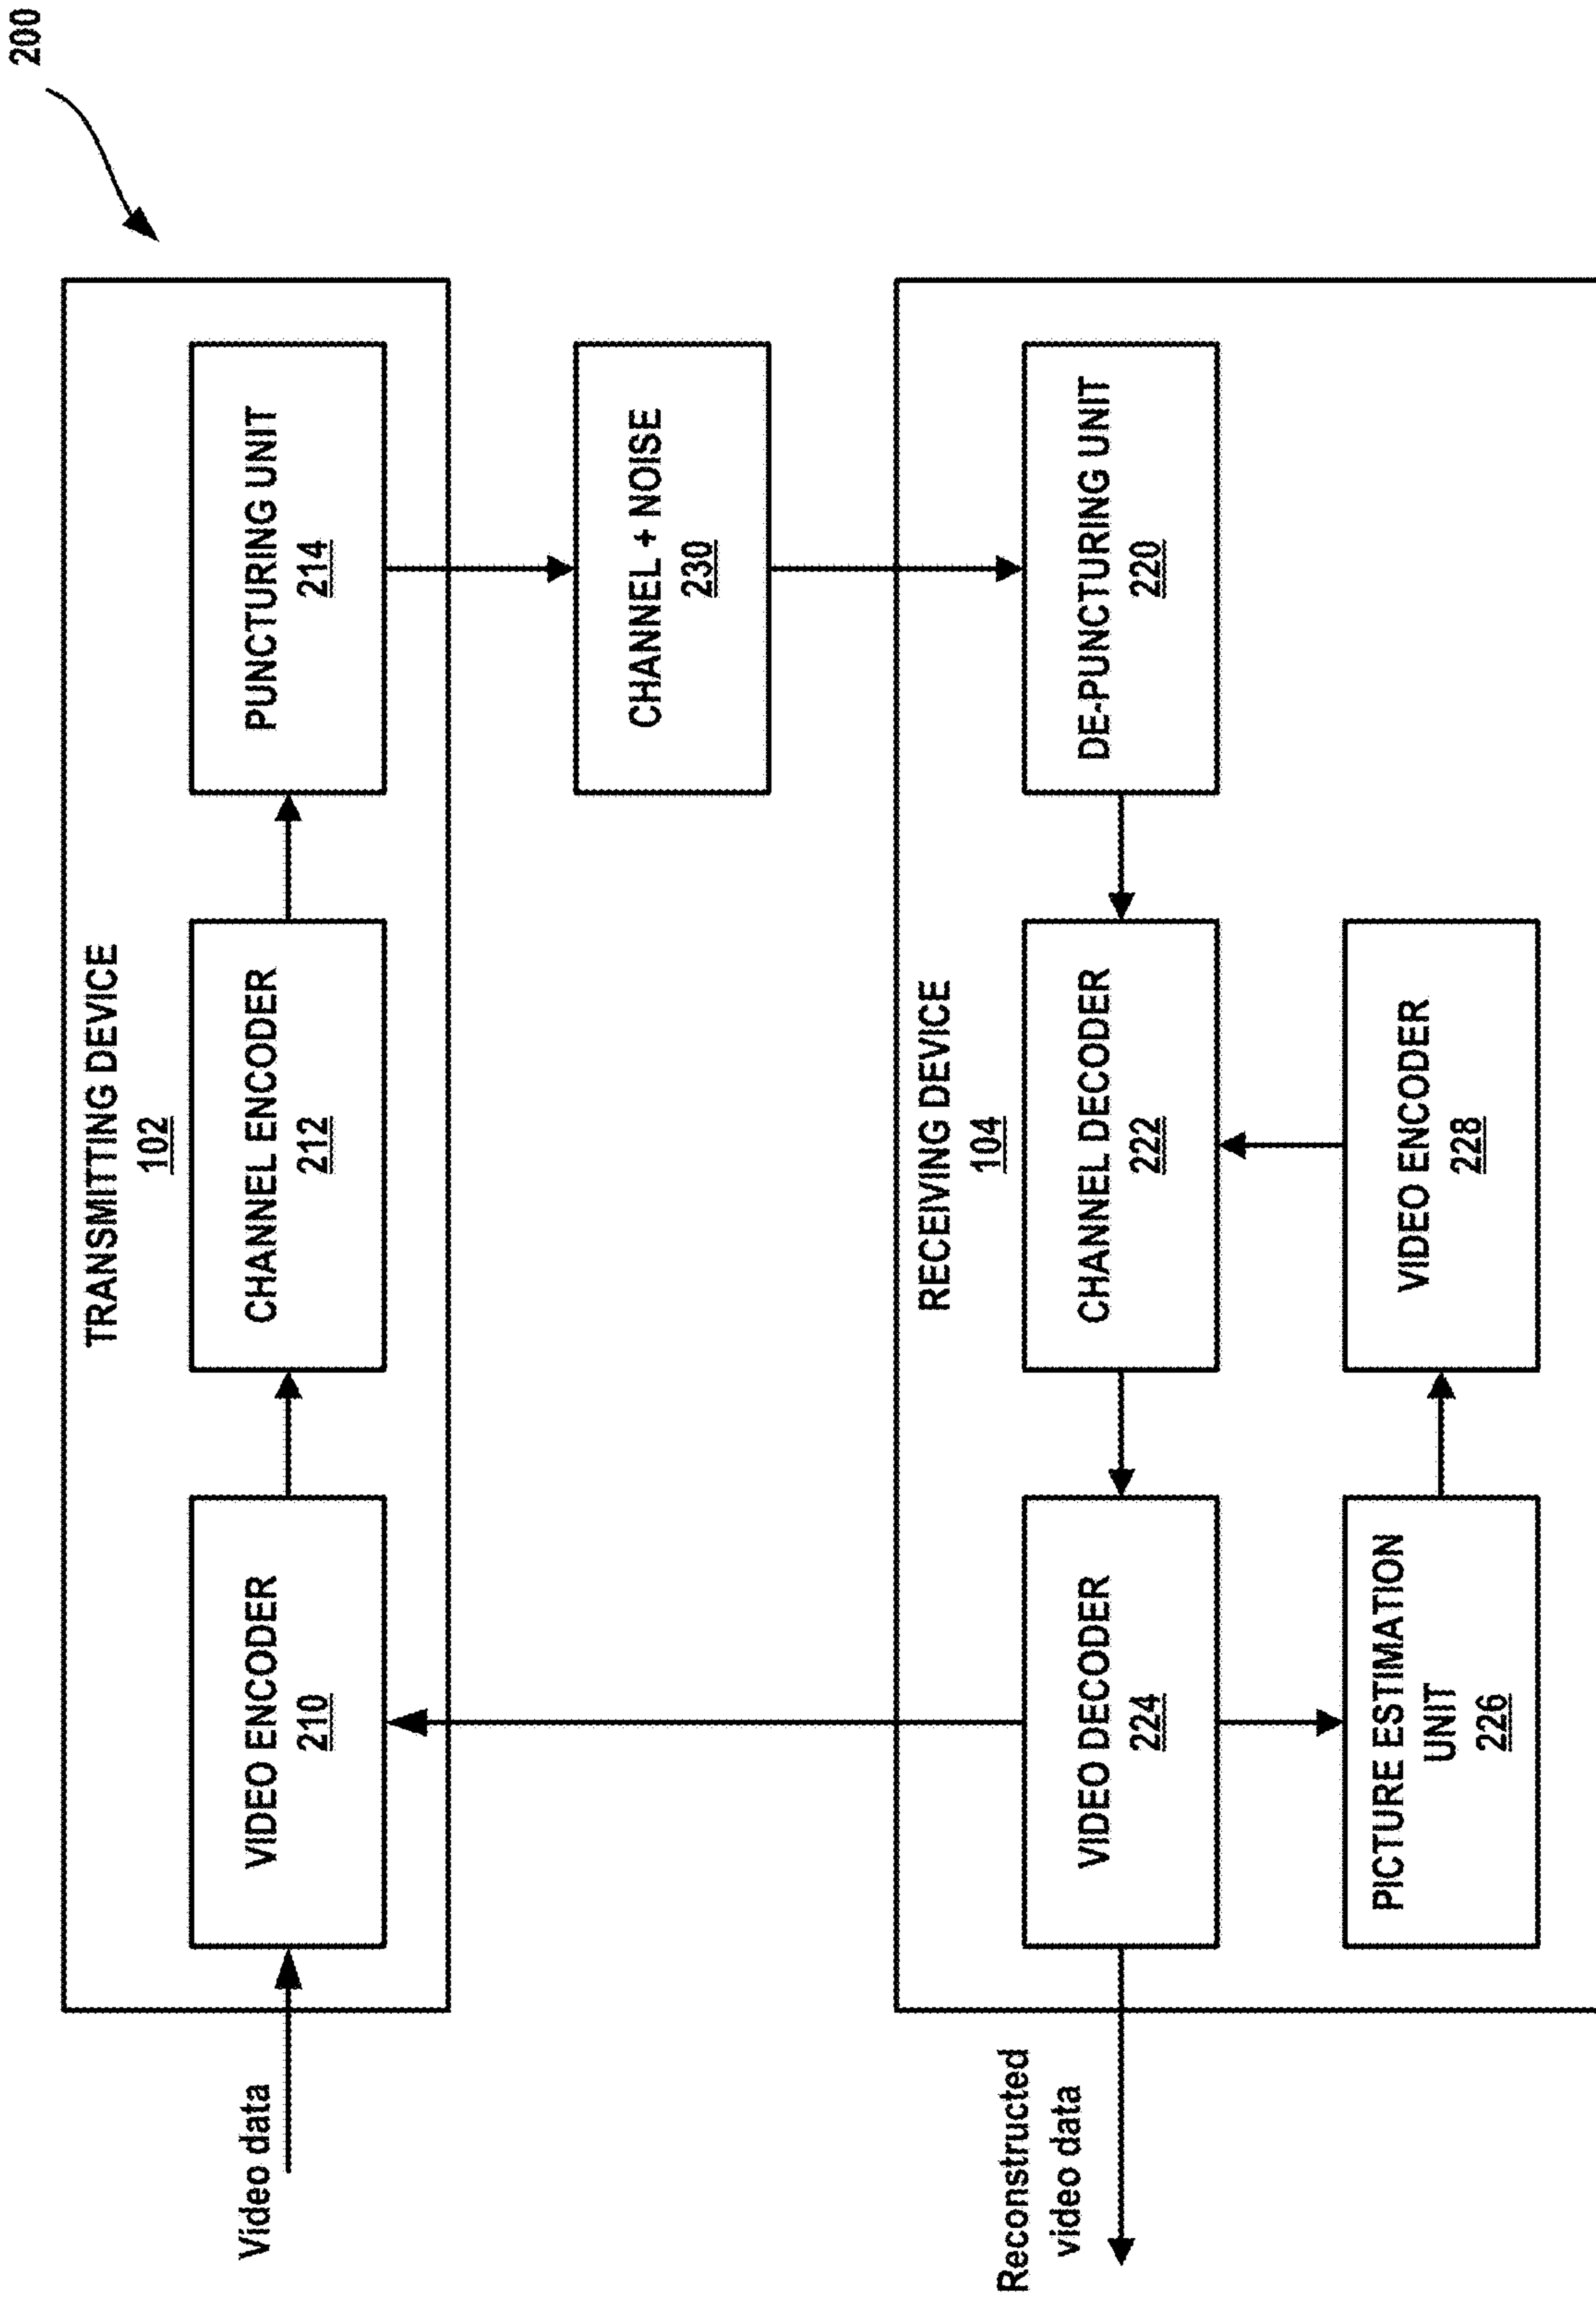 200
TRANSMITTING DEVICE
102
Video data
VIDEO ENCODER
210
CHANNEL ENCODER
212
PUNCTURING UNIT
214
CHANNEL + NOISE
230
RECEIVING DEVICE
104
Reconstructed
video data
VIDEO DECODER
224
CHANNEL DECODER
222
DE-PUNCTURING UNIT
220
PICTURE ESTIMATION
UNIT
226
VIDEO ENCODER
228